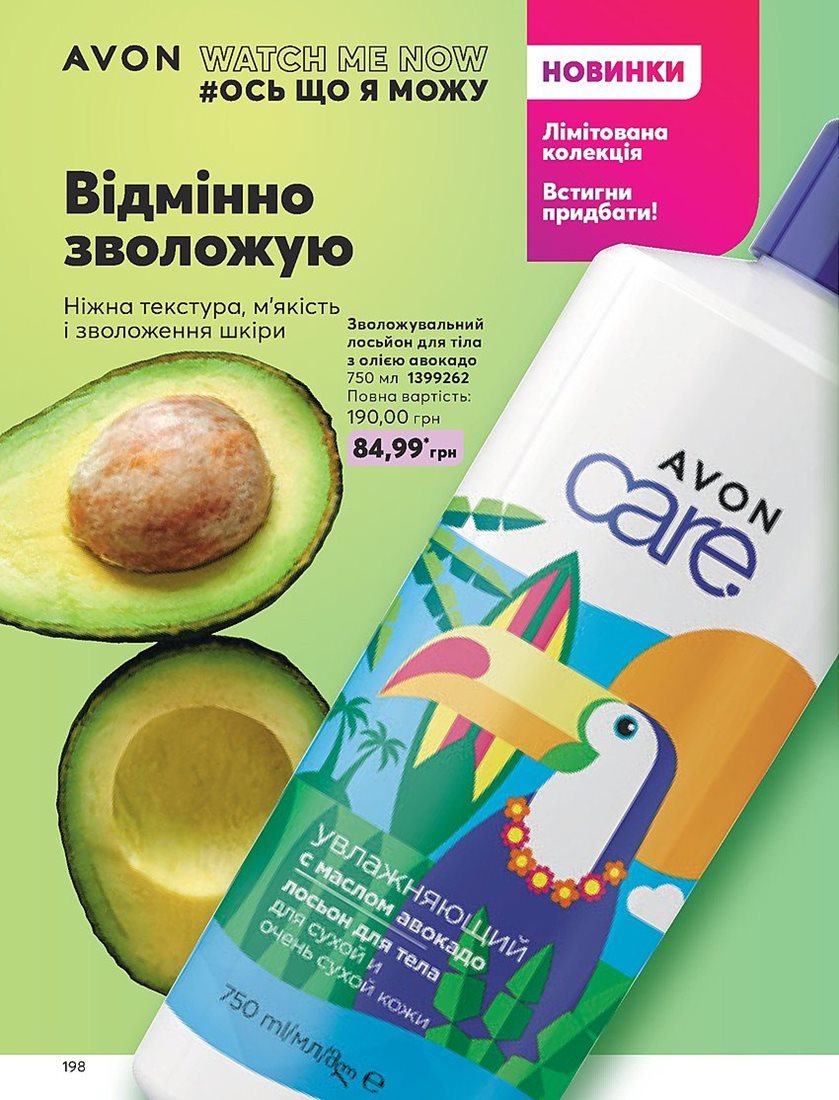 AVON WATCH ME NOW
#ОСЬ ЩО Я МОЖУ
НОВИНКИ
Лімітована
колекція
Встигни
придбати!
Відмінно
зволожую
Ніжна текстура, м'якість
і зволоження шкіри
Зволожувальний
лосьйон для тіла
з олією авокадо
750 мл 1399262
Повна вартість:
190,00 грн
84,99*грн
AVON
care
увлажняющий
с маслом авокадо
лосьон для тела
для сухой и
очень сухой кожи
750 ml/мл/
198